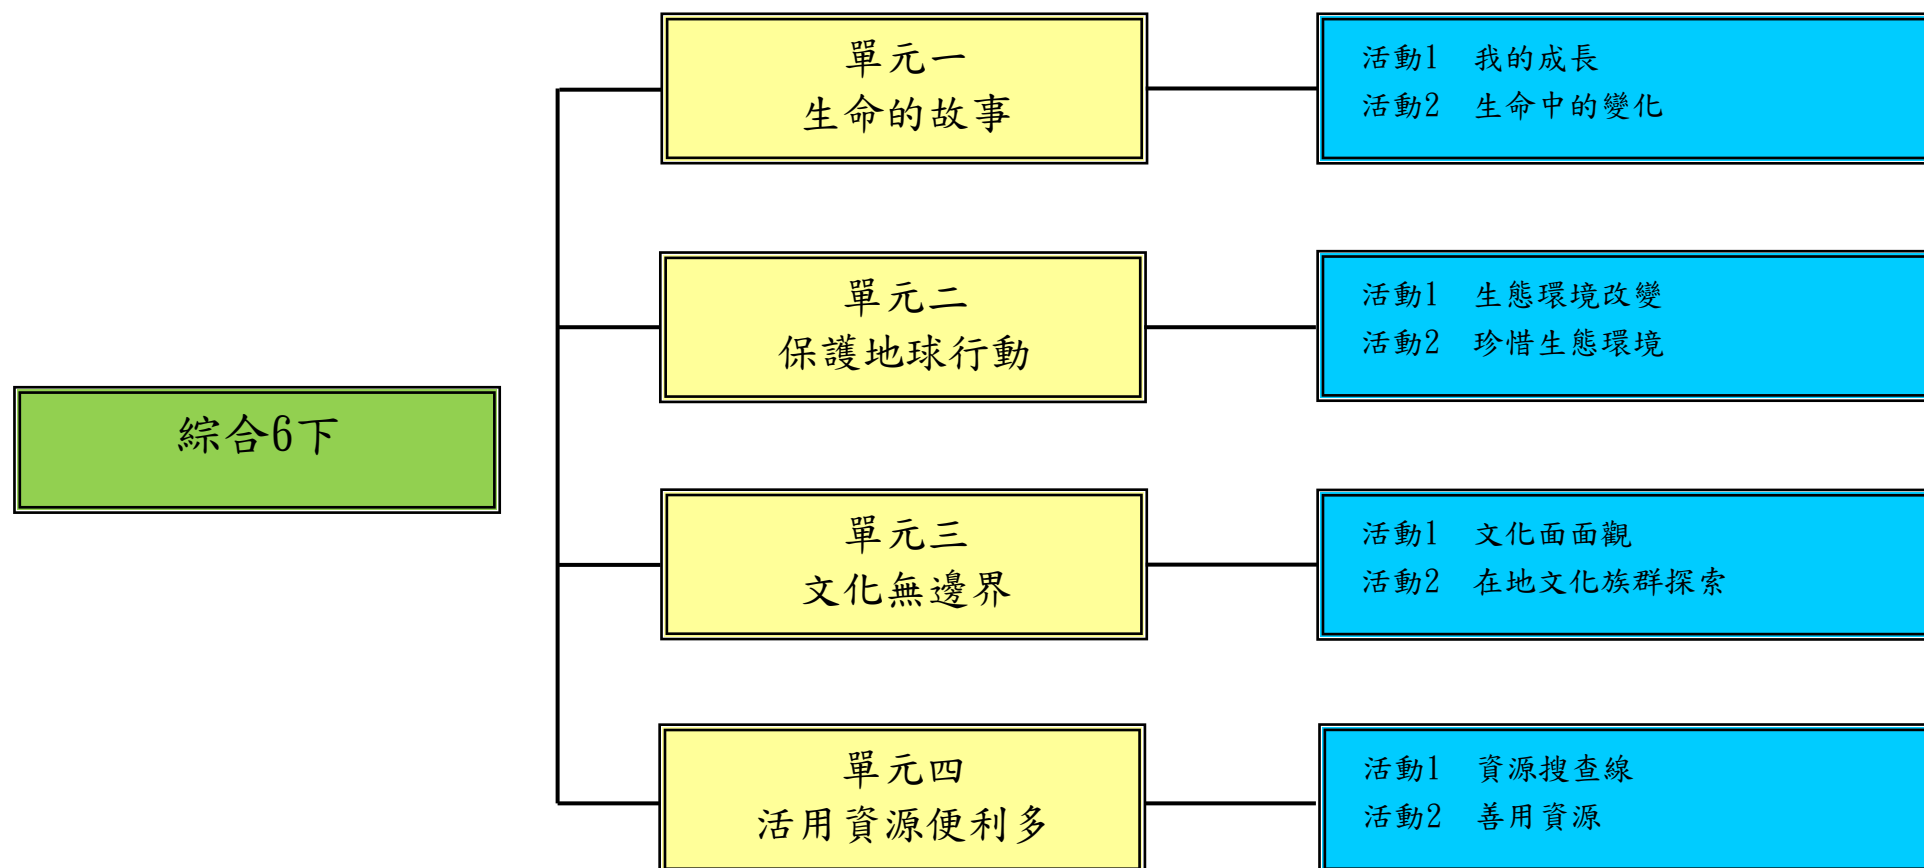 單元一
生命的故事
活動1　我的成長
活動2　生命中的變化
單元二
保護地球行動
活動1　生態環境改變
活動2　珍惜生態環境
綜合6下
單元三
文化無邊界
活動1　文化面面觀
活動2　在地文化族群探索
單元四
活用資源便利多
活動1　資源搜查線
活動2　善用資源